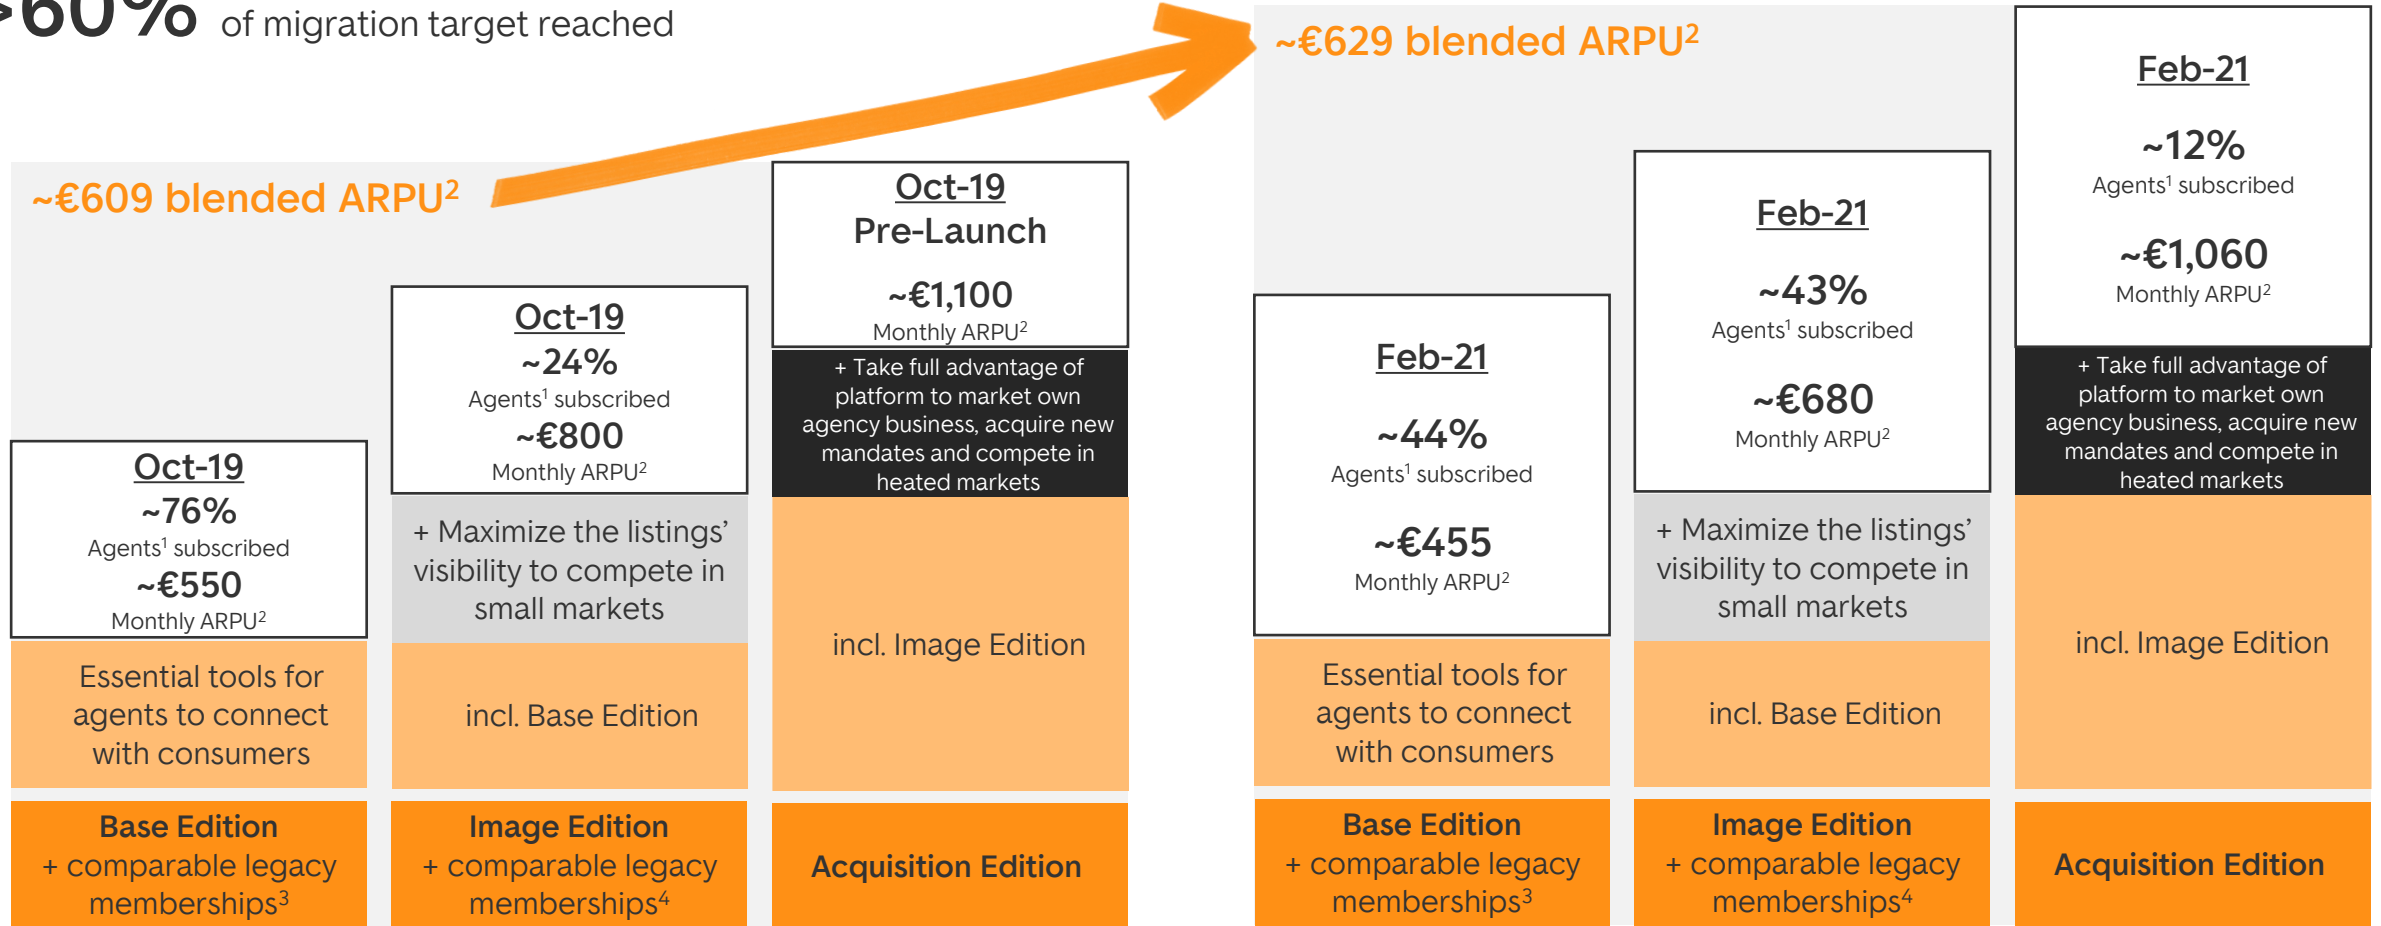 >60% of migration target reached
~€609 blended ARPU²
Oct-19
~76%
Agents¹ subscribed
~€550
Monthly ARPU²
Essential tools for
agents to connect
with consumers
Base Edition
+ comparable legacy
memberships³
Oct-19
~24%
Agents¹ subscribed
~€800
Monthly ARPU²
+ Maximize the listings’
visibility to compete in
small markets
incl. Base Edition
Image Edition
+ comparable legacy
memberships⁴
Oct-19
Pre-Launch
~€1,100
Monthly ARPU²
+ Take full advantage of
platform to market own
agency business, acquire new
mandates and compete in
heated markets
incl. Image Edition
Acquisition Edition
~€629 blended ARPU²
Feb-21
~44%
Agents¹ subscribed
~€455
Monthly ARPU²
Essential tools for
agents to connect
with consumers
Base Edition
+ comparable legacy
memberships³
Feb-21
~43%
Agents¹ subscribed
~€680
Monthly ARPU²
+ Maximize the listings’
visibility to compete in
small markets
incl. Base Edition
Image Edition
+ comparable legacy
memberships⁴
Feb-21
~12%
Agents¹ subscribed
~€1,060
Monthly ARPU²
+ Take full advantage of
platform to market own
agency business, acquire new
mandates and compete in
heated markets
incl. Image Edition
Acquisition Edition